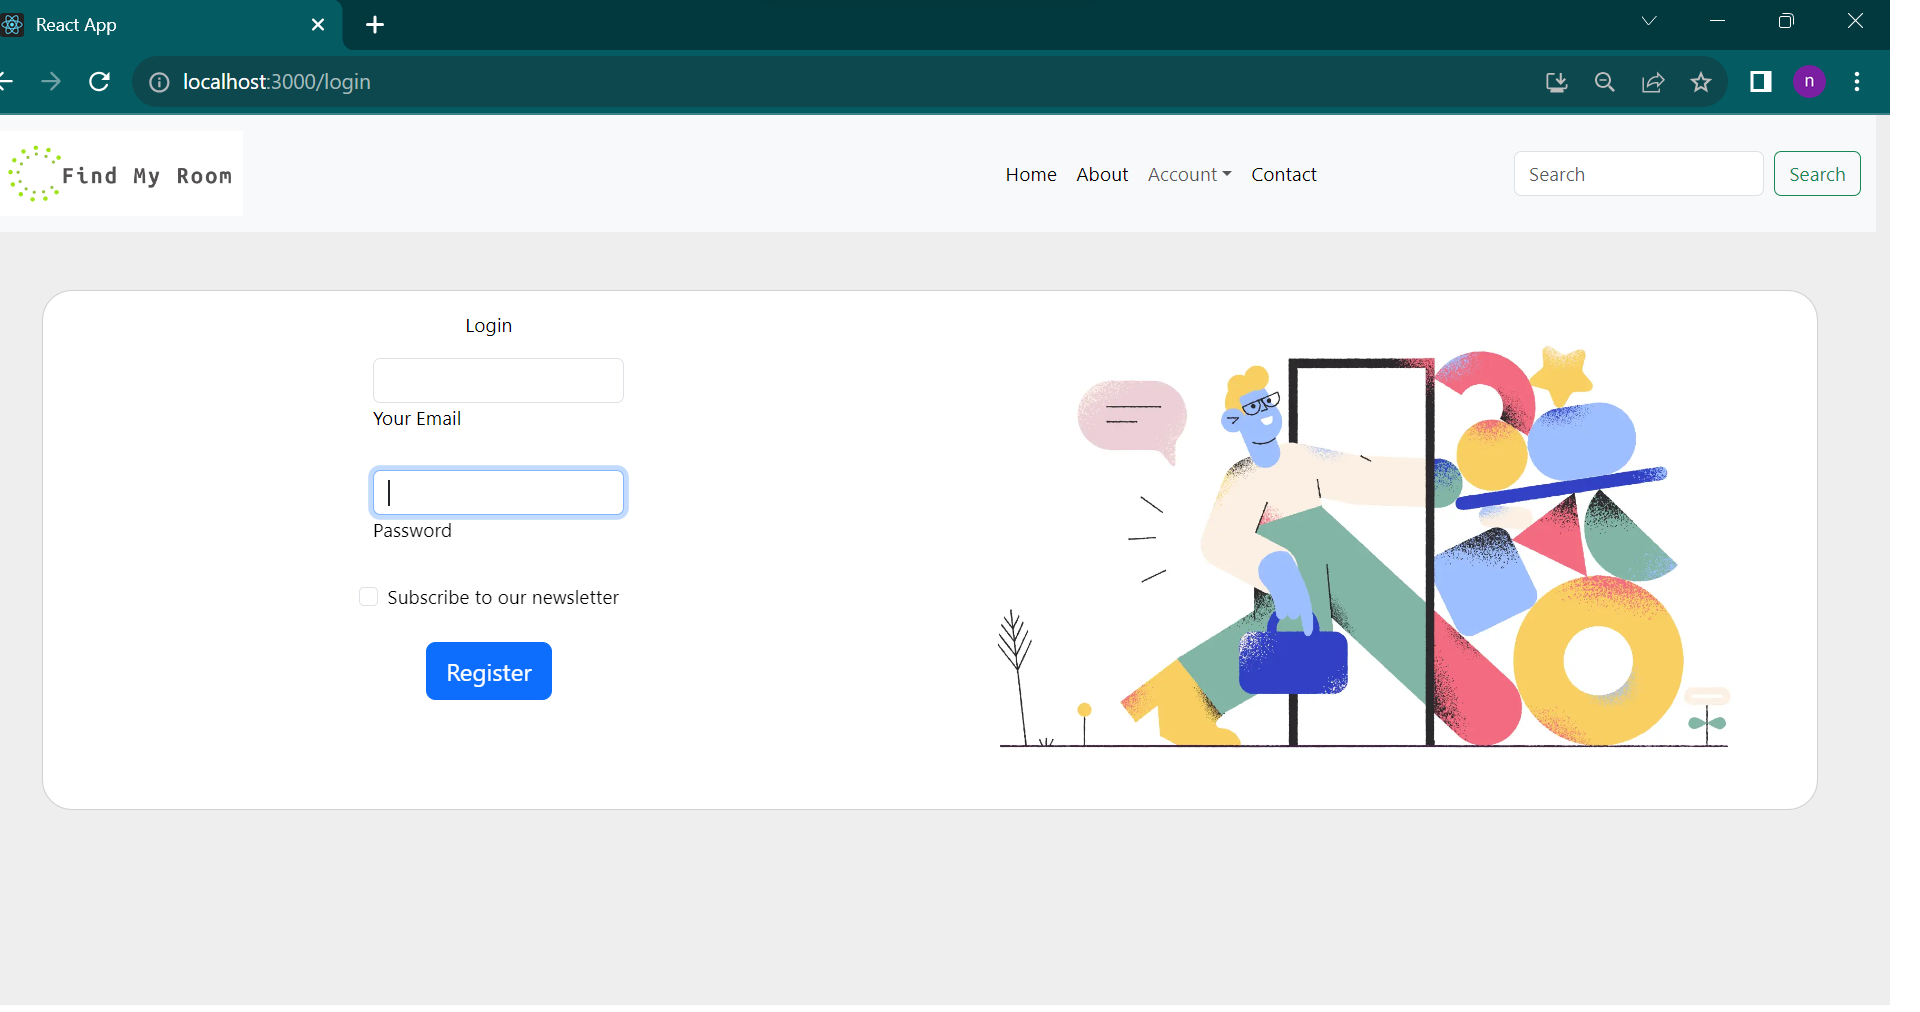 React App
localhost:3000/login
n
Find My Room
Home About Account Contact
Search Search
Login
Your Email
Password
Subscribe to our newsletter
Register